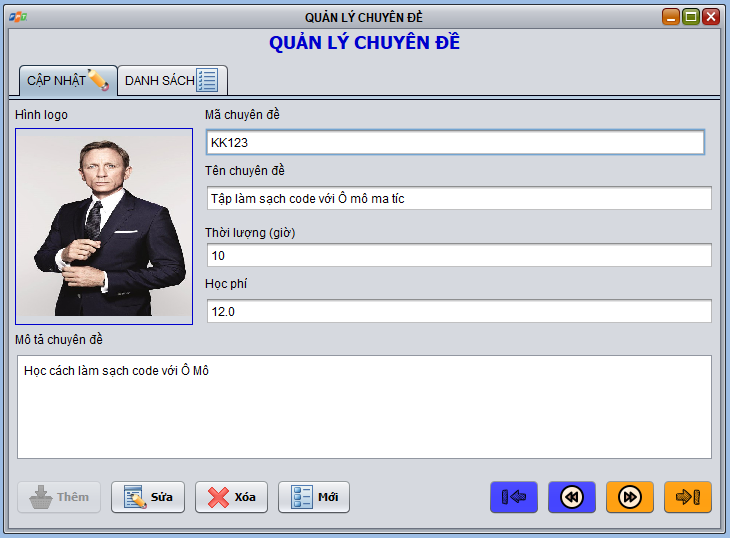 FPT
QUẢN LÝ CHUYÊN ĐỀ
QUẢN LÝ CHUYÊN ĐỀ
CẬP NHẬT
DANH SÁCH
Hình logo
Mã chuyên đề
KK123
Tên chuyên đề
Tập làm sạch code với Ô mô ma tíc
Thời lượng (giờ)
10
Học phí
12.0
Mô tả chuyên đề
Học cách làm sạch code với Ô Mô
Thêm
Sửa
Xóa
Mới